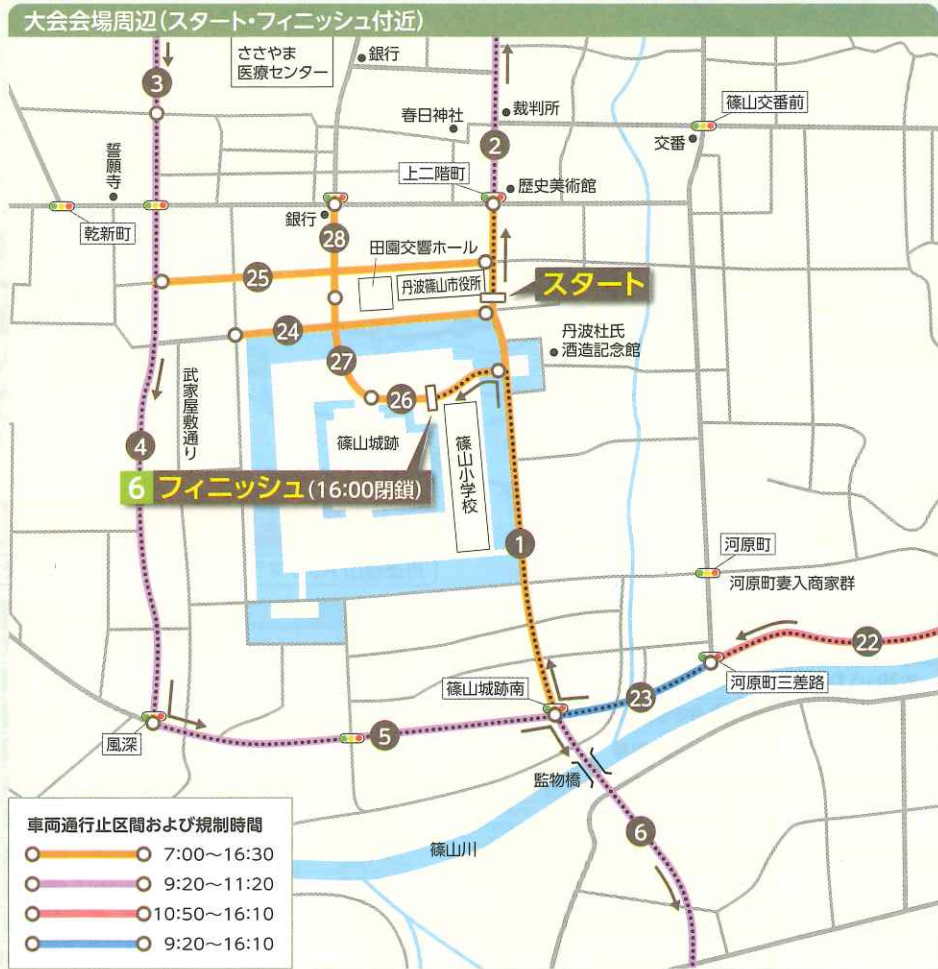 大会会場周辺(スタート・フィニッシュ付近)
ささやま
医療センター
銀行
3
2
春日神社
裁判所
篠山交番前
交番
誓願寺
上二階町
歴史美術館
乾新町
銀行
28
田園交響ホール
25
丹波篠山市役所
スタート
24
27
丹波杜氏
酒造記念館
26
武家屋敷通り
篠山城跡
篠山小学校
4
6 フィニッシュ(16:00閉鎖)
1
河原町
河原町妻入商家群
22
篠山城跡南
23
河原町三差路
風深
5
監物橋
6
篠山川
車両通行止区間および規制時間
7:00〜16:30
9:20〜11:20
10:50〜16:10
9:20〜16:10